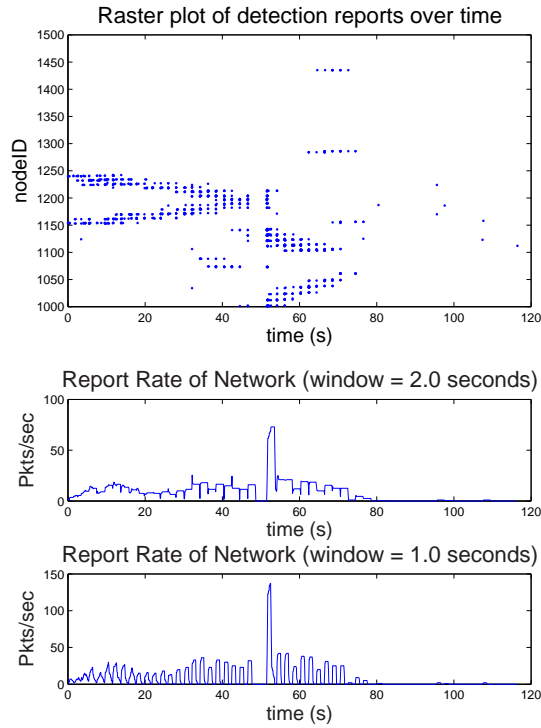 Raster plot of detection reports over time
1500
1450
1400
1350
1300
1250
1200
1150
1100
1050
1000
nodeID
0 20 40 60 80 100 120
time (s)
Report Rate of Network (window = 2.0 seconds)
100
50
0
Pkts/sec
0 20 40 60 80 100 120
time (s)
Report Rate of Network (window = 1.0 seconds)
150
100
50
0
Pkts/sec
0 20 40 60 80 100 120
time (s)